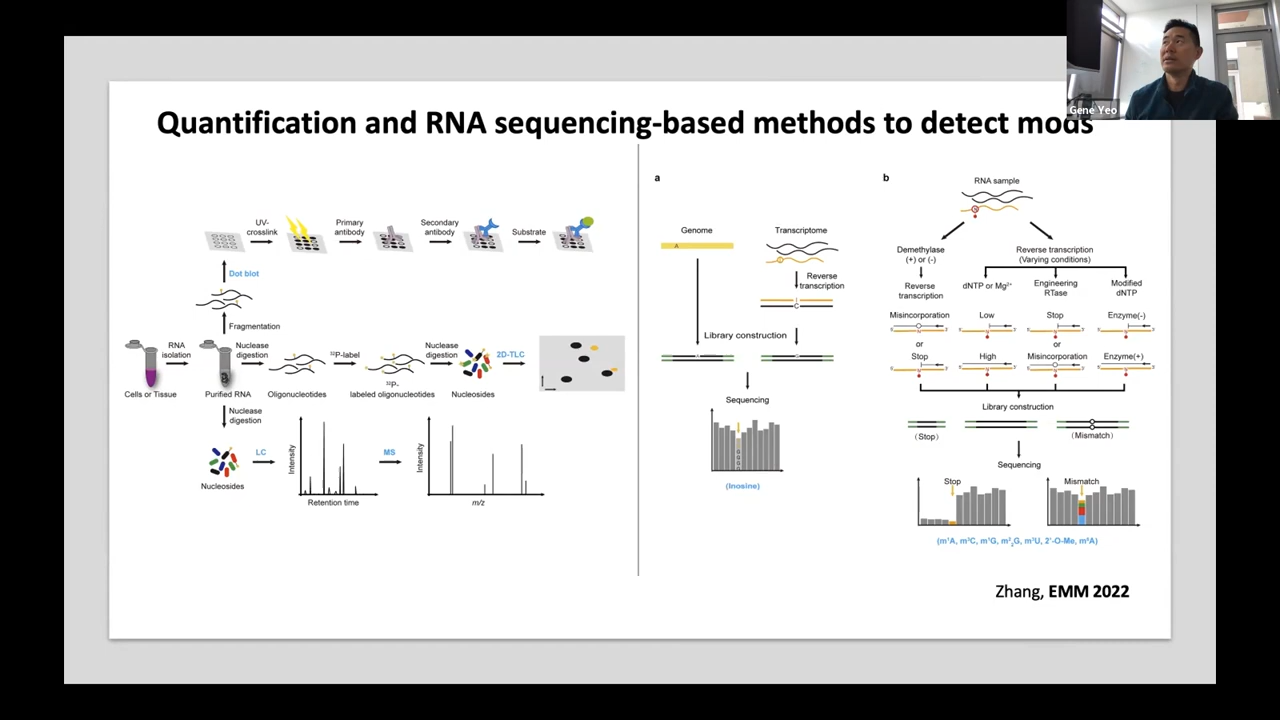 Gene Yeo
Quantification and RNA sequencing-based methods to detect mods
UV-
crosslink
Primary
antibody
Secondary
antibody
Substrate
Dot blot
Fragmentation
RNA
isolation
Nuclease
digestion
³²P-label
Nuclease
digestion
2D-TLC
Cells or Tissue
Purified RNA
Oligonucleotides
³²P-
labeled oligonucleotides
Nucleosides
Nuclease
digestion
Nucleosides
LC
Intensity
Retention time
MS
Intensity
m/z
a
Genome
A
Transcriptome
Reverse
transcription
I
C
Library construction
Sequencing
G
G
G
G
(Inosine)
b
RNA sample
Demethylase
(+) or (-)
Reverse transcription
(Varying conditions)
Reverse
transcription
dNTP or Mg²⁺
Engineering
RTase
Modified
dNTP
Misincorporation
Low
Stop
Enzyme(-)
or
or
Stop
High
Misincorporation
Enzyme(+)
Library construction
(Stop)
(Mismatch)
Sequencing
Stop
Mismatch
(m¹A, m³C, m¹G, m²₂G, m³U, 2'-O-Me, m⁶A)
Zhang, EMM 2022